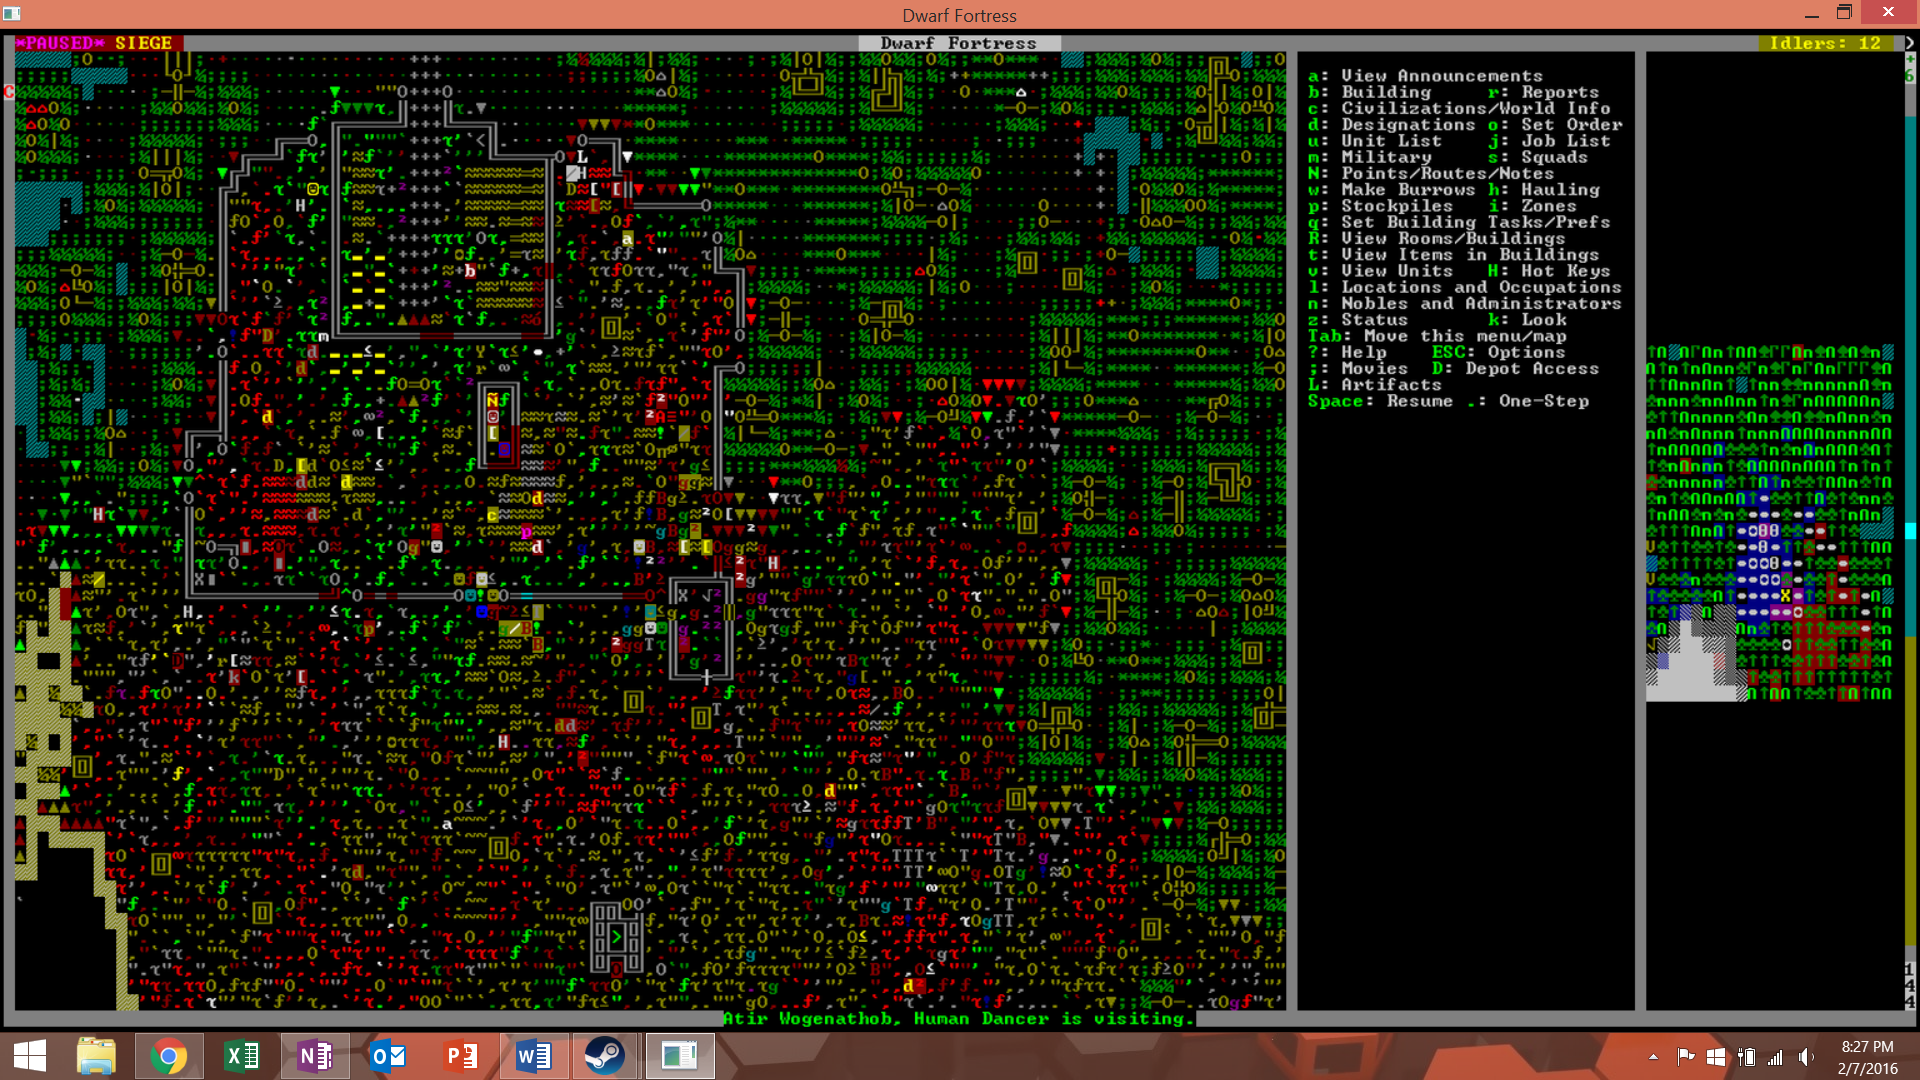 Dwarf Fortress
*PAUSED* SIEGE
Dwarf Fortress
Idlers: 12
a: View Announcements
b: Building r: Reports
c: Civilizations/World Info
d: Designations o: Set Order
u: Unit List j: Job List
m: Military s: Squads
N: Points/Routes/Notes
w: Make Burrows h: Hauling
p: Stockpiles i: Zones
q: Set Building Tasks/Prefs
R: View Rooms/Buildings
t: View Items in Buildings
v: View Units H: Hot Keys
l: Locations and Occupations
n: Nobles and Administrators
z: Status k: Look
Tab: Move this menu/map
?: Help ESC: Options
;: Movies D: Depot Access
L: Artifacts
Space: Resume .: One-Step
+6
144
Atir Wogenathob, Human Dancer is visiting.
8:27 PM
2/7/2016